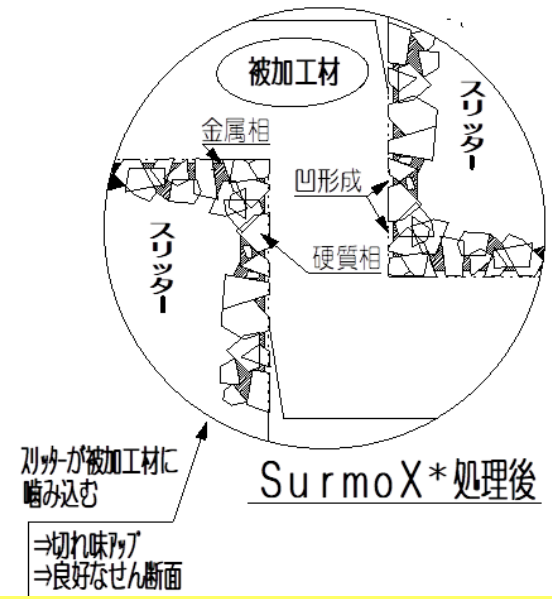 被加工材
スリッター
金属相
凹形成
スリッター
硬質相
スリッターが被加工材に
噛み込む
SurmoX*処理後
⇒切れ味アップ
⇒良好なせん断面